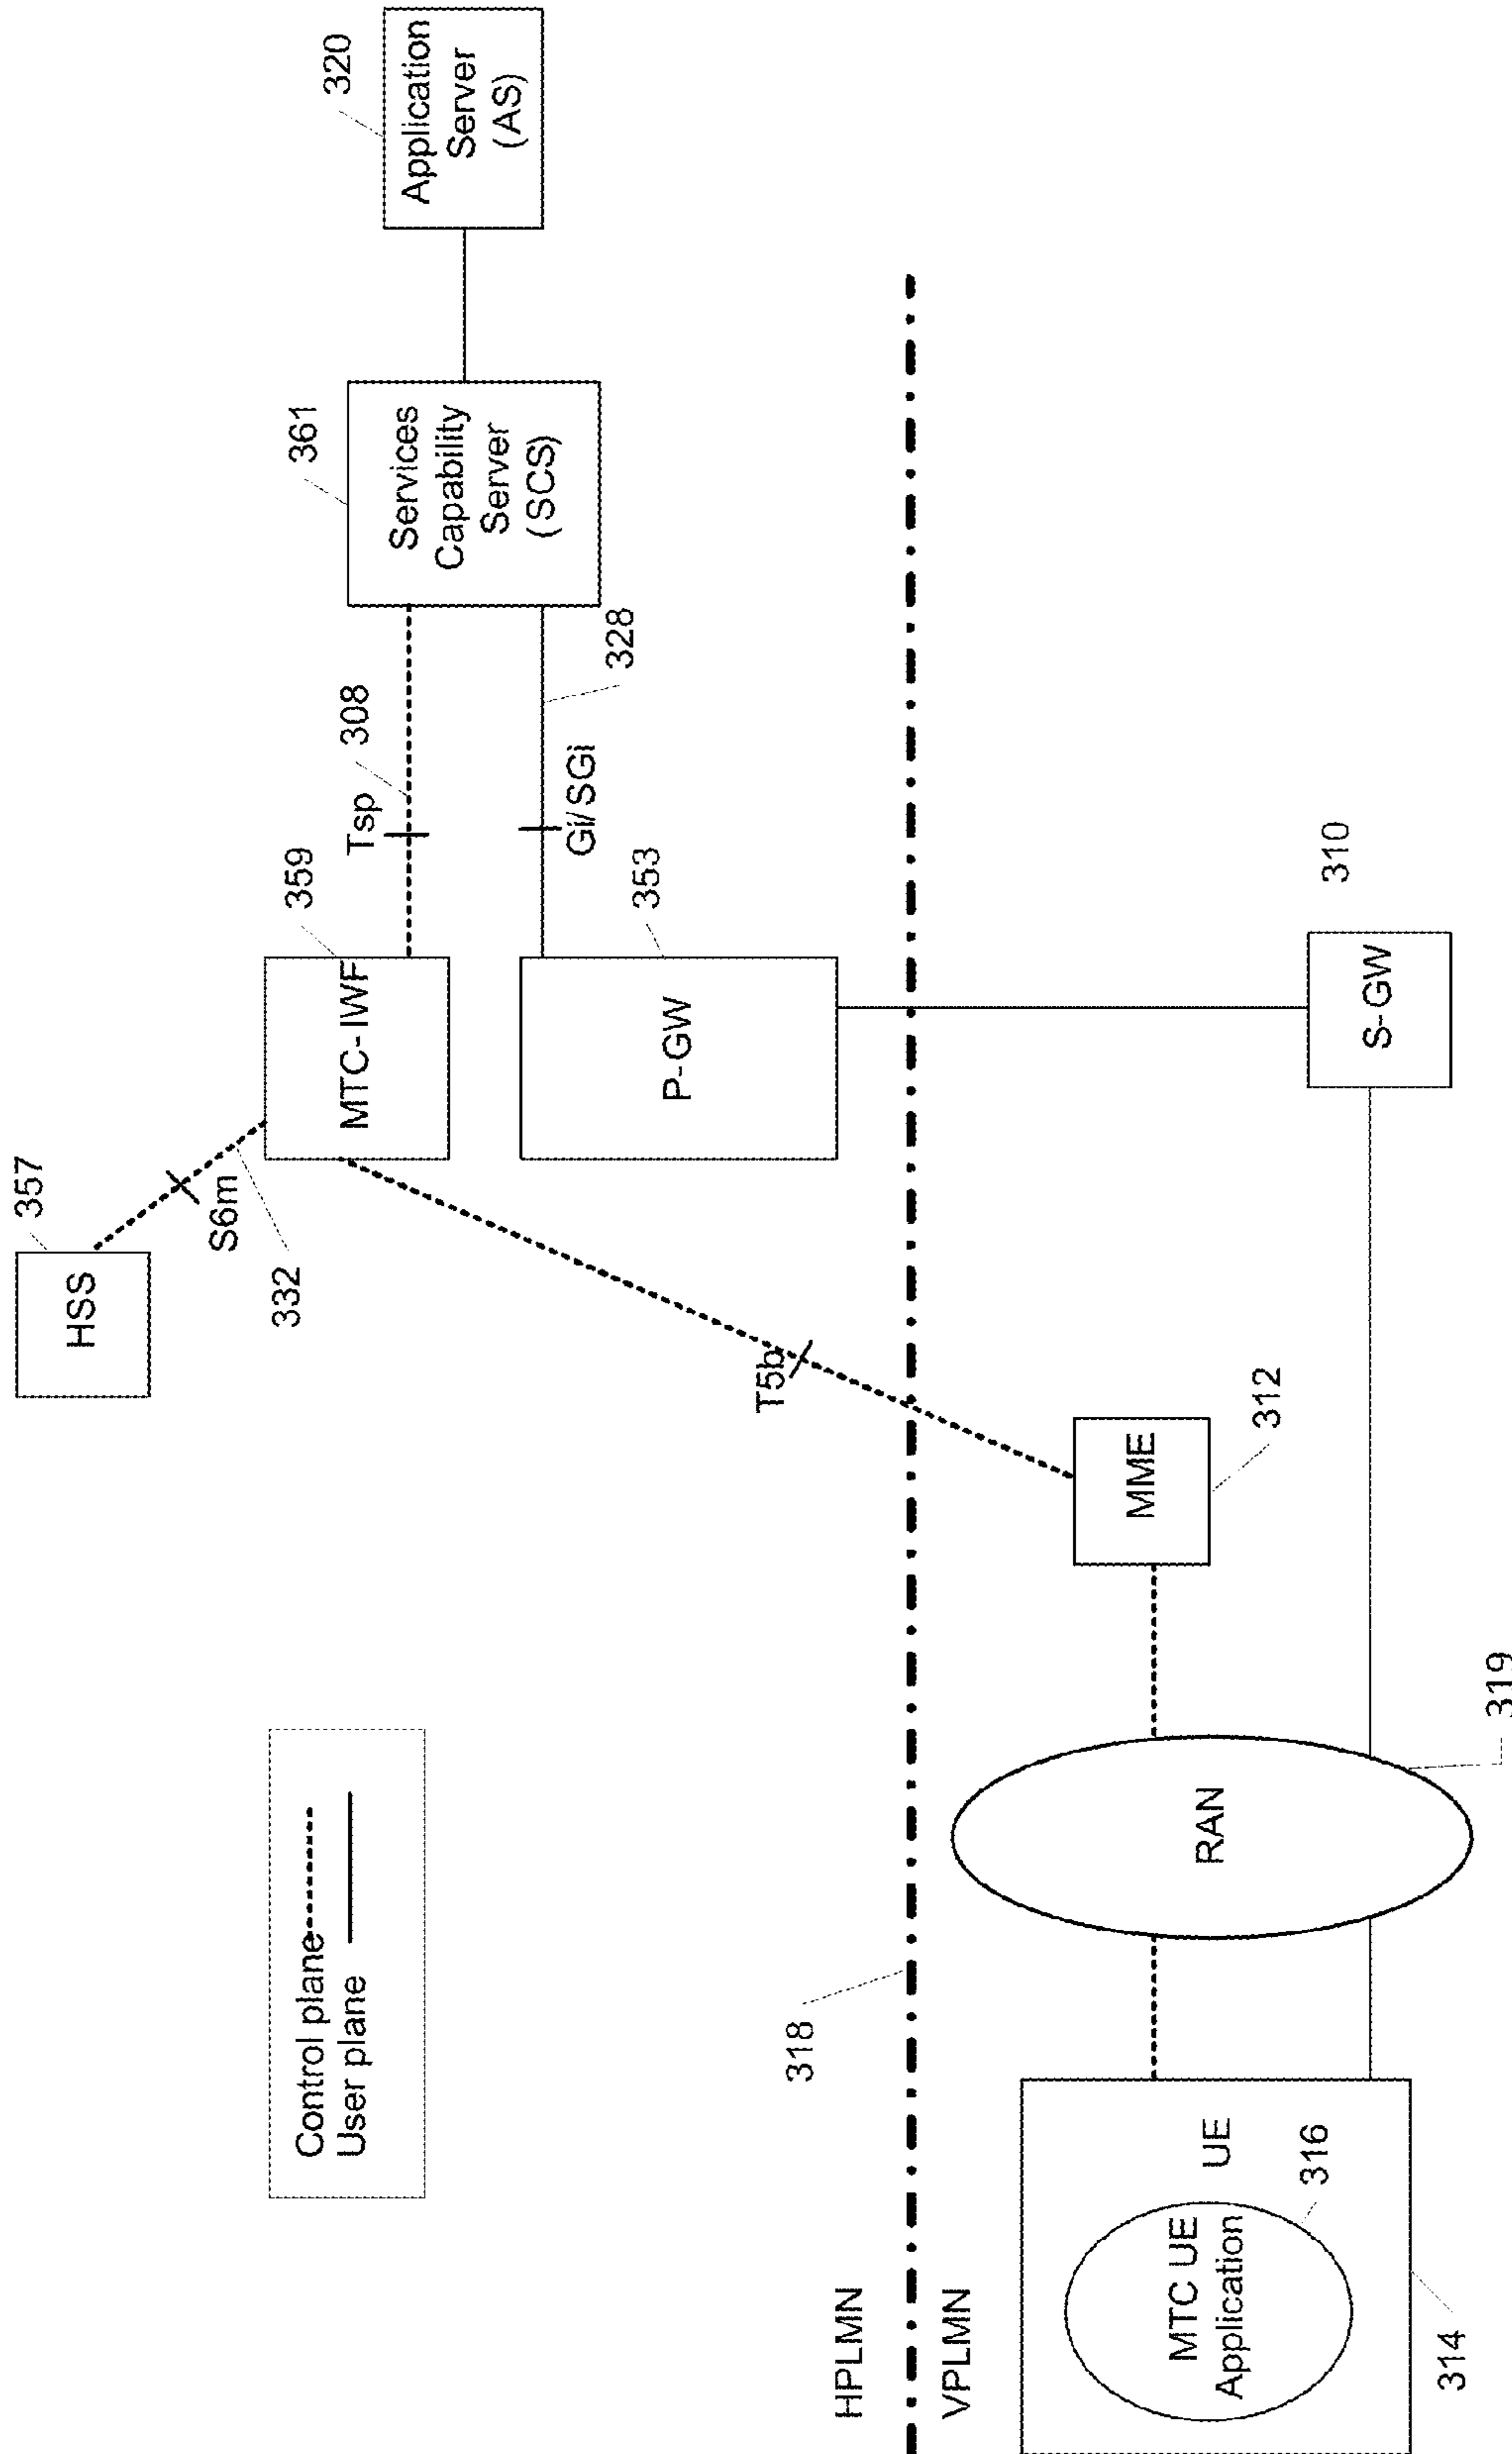 Control plane
User plane
HSS
357
S6m
332
MTC-IWF
359
Tsp
308
Services
Capability
Server
(SCS)
361
Application
Server
(AS)
320
P-GW
353
Gi/SGi
328
T5b
HPLMN
318
VPLMN
MTC UE
Application
316
UE
314
RAN
319
MME
312
S-GW
310